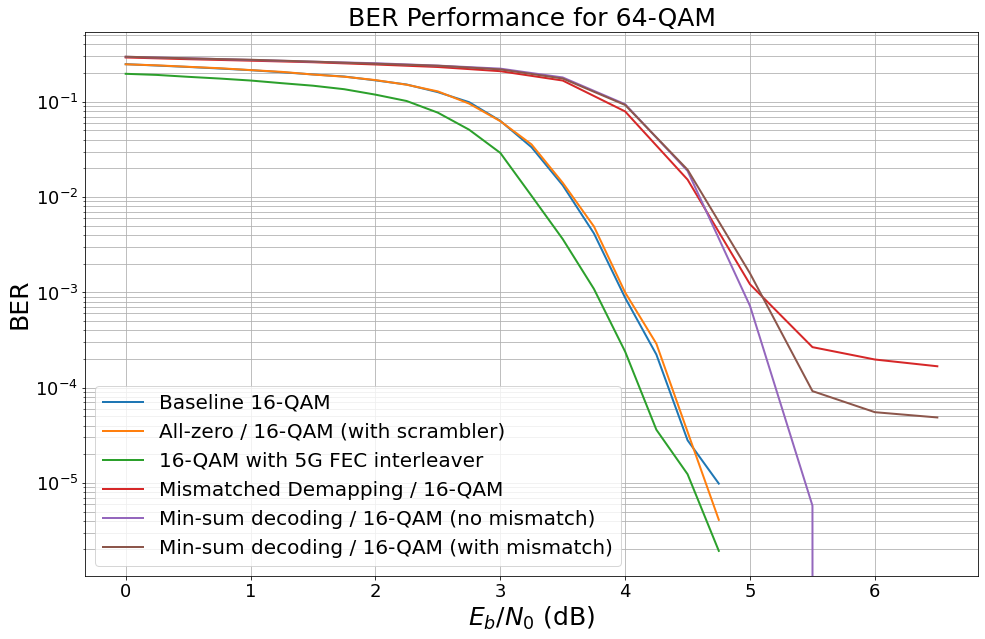 BER Performance for 64-QAM
BER
10⁻¹
10⁻²
10⁻³
10⁻⁴
10⁻⁵
Baseline 16-QAM
All-zero / 16-QAM (with scrambler)
16-QAM with 5G FEC interleaver
Mismatched Demapping / 16-QAM
Min-sum decoding / 16-QAM (no mismatch)
Min-sum decoding / 16-QAM (with mismatch)
0 1 2 3 4 5 6
E_b/N_0 (dB)